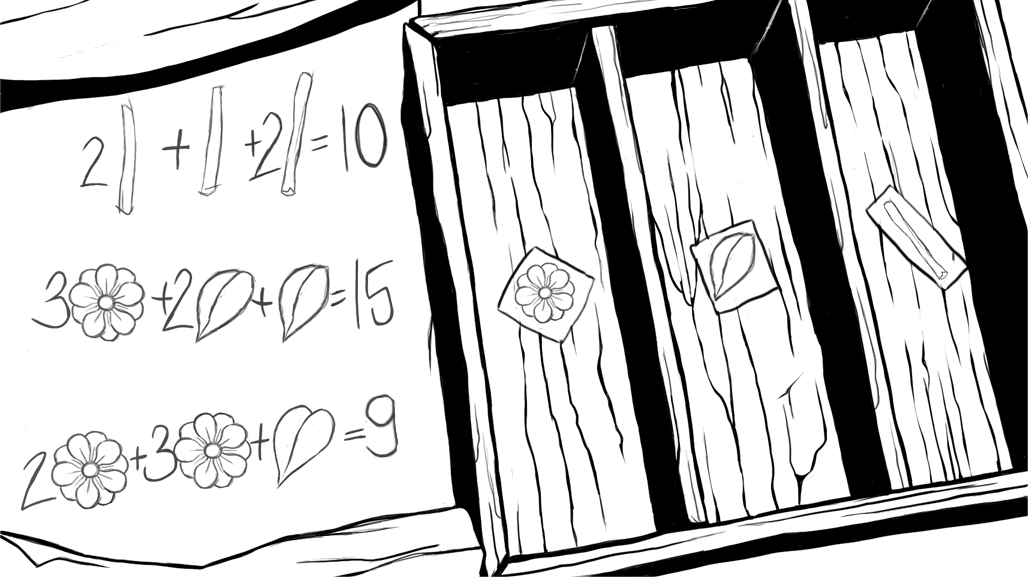 2 + +2 =10
3 +2 + =15
2 +3 + =9